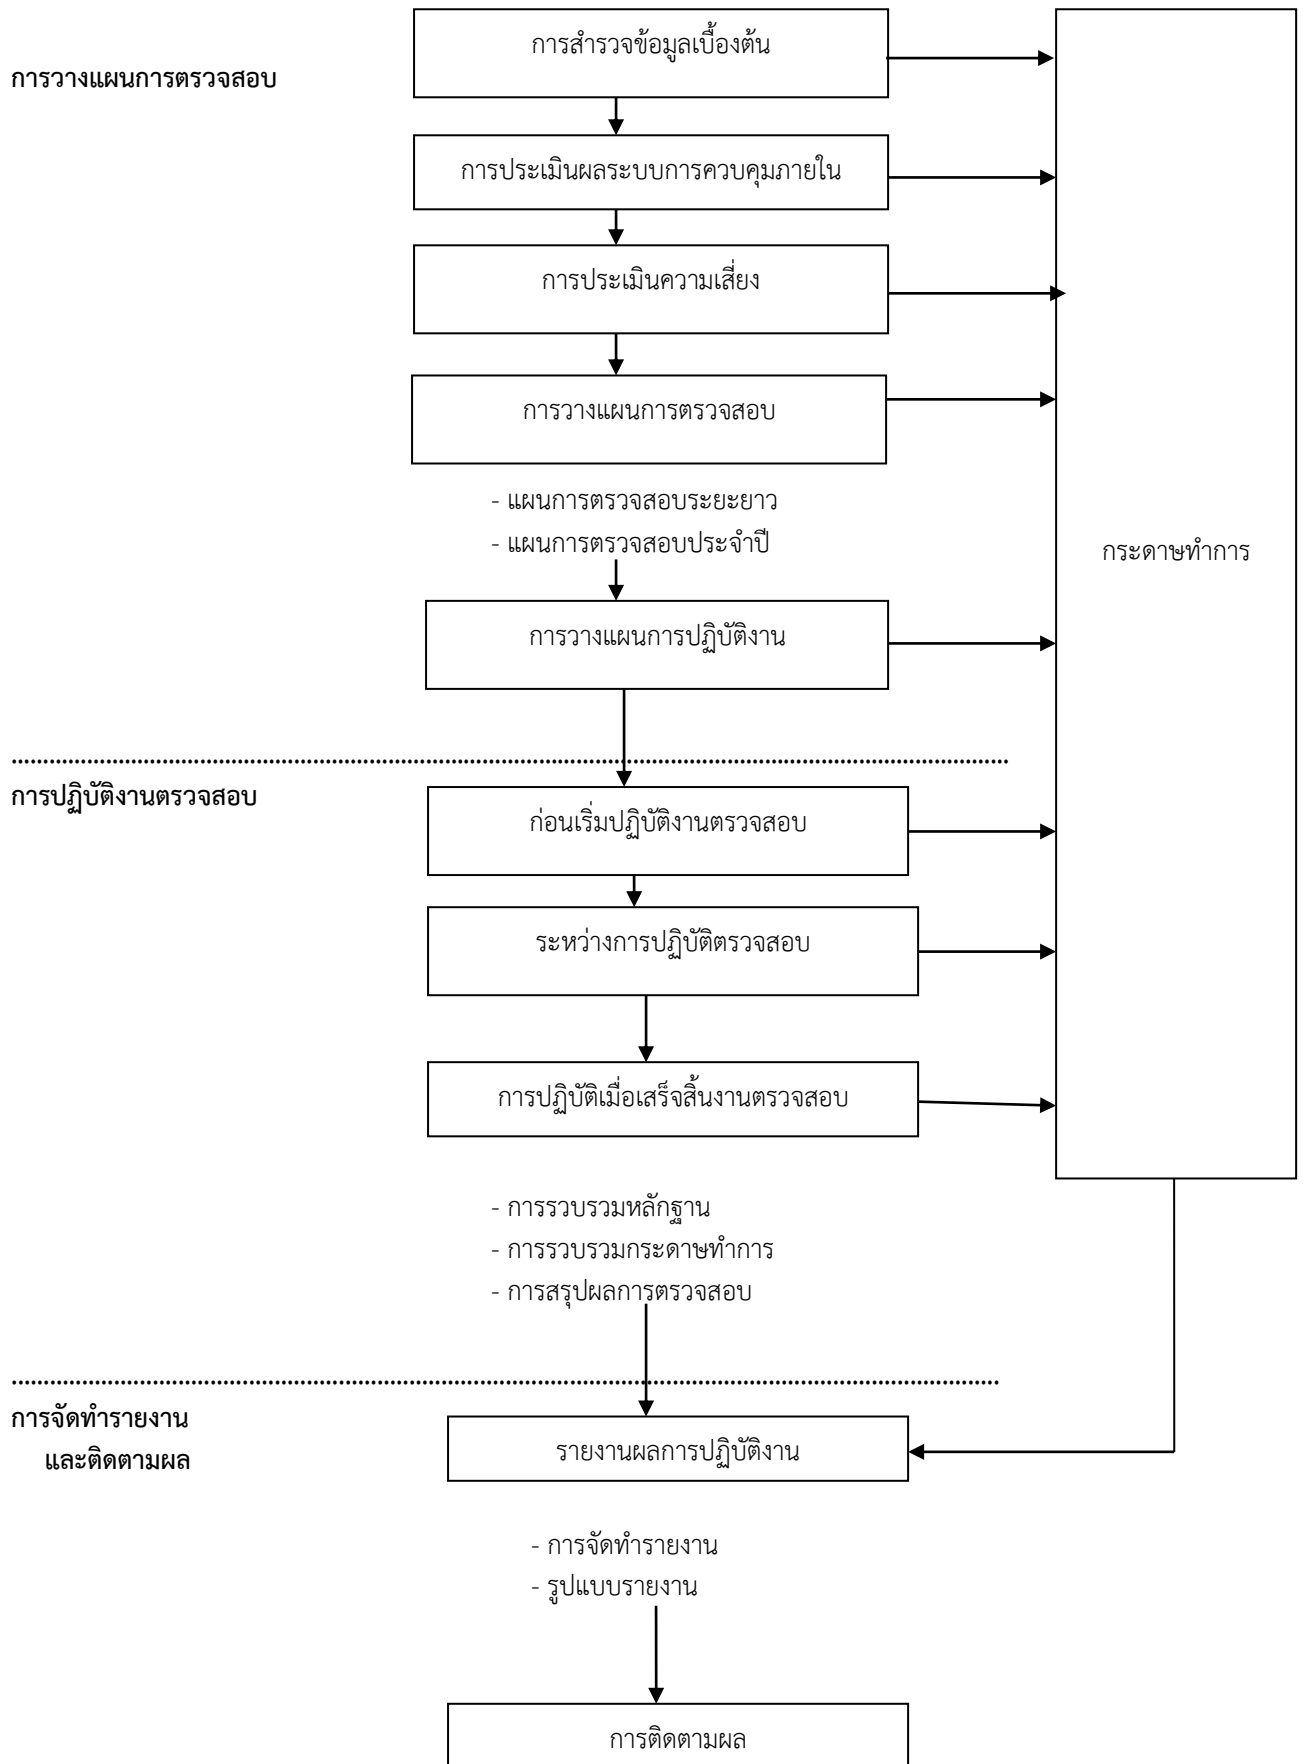 การสำรวจข้อมูลเบื้องต้น
การวางแผนการตรวจสอบ
การประเมินผลระบบการควบคุมภายใน
การประเมินความเสี่ยง
การวางแผนการตรวจสอบ
- แผนการตรวจสอบระยะยาว
- แผนการตรวจสอบประจำปี
กระดาษทำการ
การวางแผนการปฏิบัติงาน
การปฏิบัติงานตรวจสอบ
ก่อนเริ่มปฏิบัติงานตรวจสอบ
ระหว่างการปฏิบัติตรวจสอบ
การปฏิบัติเมื่อเสร็จสิ้นงานตรวจสอบ
- การรวบรวมหลักฐาน
- การรวบรวมกระดาษทำการ
- การสรุปผลการตรวจสอบ
การจัดทำรายงาน
และติดตามผล
รายงานผลการปฏิบัติงาน
- การจัดทำรายงาน
- รูปแบบรายงาน
การติดตามผล